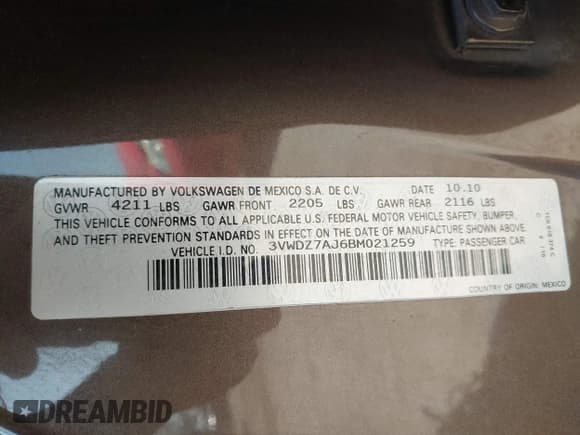 MANUFACTURED BY VOLKSWAGEN DE MEXICO S.A. DE C.V. DATE 10.10
GVWR 4211 LBS GAWR FRONT 2205 LBS GAWR REAR 2116 LBS
THIS VEHICLE CONFORMS TO ALL APPLICABLE U.S. FEDERAL MOTOR VEHICLE SAFETY, BUMPER,
AND THEFT PREVENTION STANDARDS IN EFFECT ON THE DATE OF MANUFACTURE SHOWN ABOVE.
VEHICLE I.D. NO. 3VWDZ7AJ6BM021259 TYPE: PASSENGER CAR
COUNTRY OF ORIGIN: MEXICO
DREAMBID